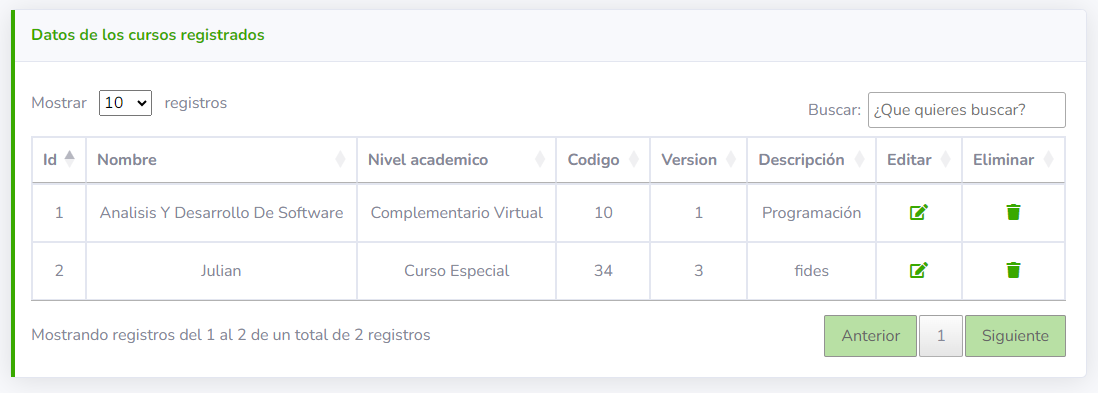 Datos de los cursos registrados
Mostrar 10 registros
Buscar: ¿Que quieres buscar?
Id Nombre Nivel academico Codigo Version Descripción Editar Eliminar
1 Analisis Y Desarrollo De Software Complementario Virtual 10 1 Programación
2 Julian Curso Especial 34 3 fides
Mostrando registros del 1 al 2 de un total de 2 registros
Anterior 1 Siguiente